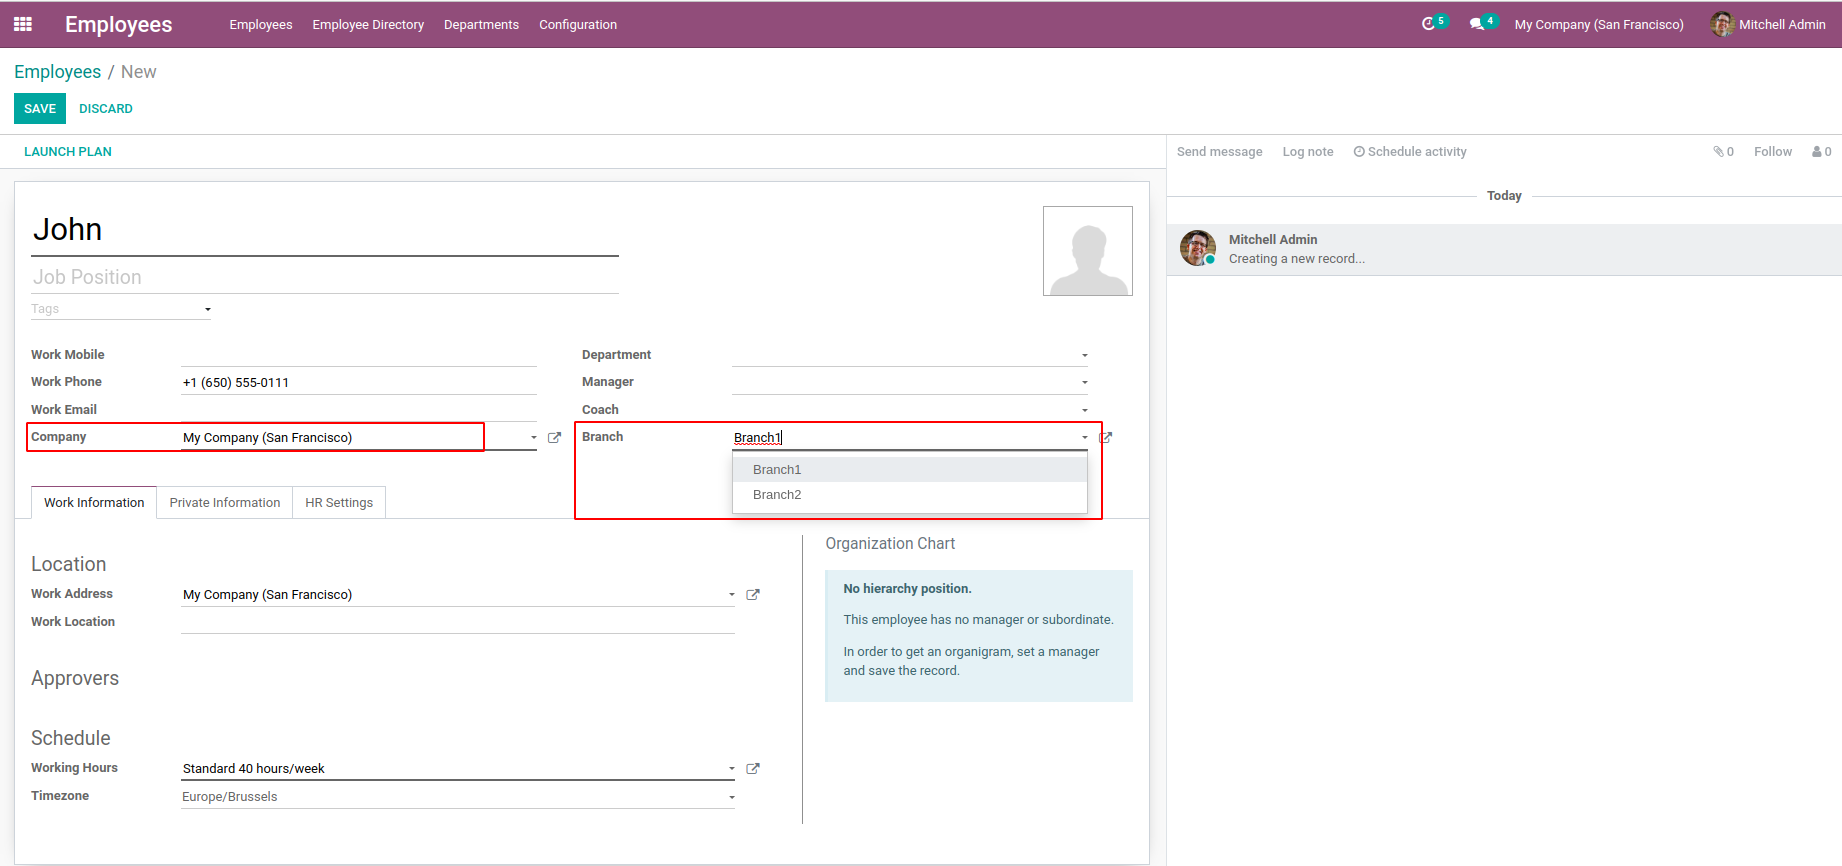 Employees Employees Employee Directory Departments Configuration 5 4 My Company (San Francisco) Mitchell Admin
Employees / New
SAVE DISCARD
LAUNCH PLAN
Send message Log note Schedule activity 0 Follow 0
Today
Mitchell Admin
Creating a new record...
John
Job Position
Tags
Work Mobile
Work Phone +1 (650) 555-0111
Work Email
Company My Company (San Francisco)
Department
Manager
Coach
Branch Branch1
Branch1
Branch2
Work Information Private Information HR Settings
Location
Work Address My Company (San Francisco)
Work Location
Approvers
Schedule
Working Hours Standard 40 hours/week
Timezone Europe/Brussels
Organization Chart
No hierarchy position.
This employee has no manager or subordinate.
In order to get an organigram, set a manager
and save the record.